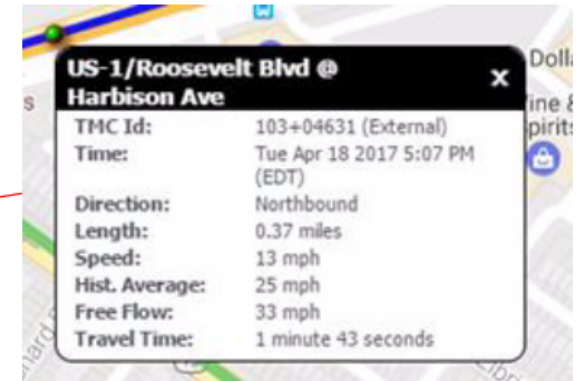 US-1/Roosevelt Blvd @
Harbison Ave
x
TMC Id: 103+04631 (External)
Time: Tue Apr 18 2017 5:07 PM
(EDT)
Direction: Northbound
Length: 0.37 miles
Speed: 13 mph
Hist. Average: 25 mph
Free Flow: 33 mph
Travel Time: 1 minute 43 seconds